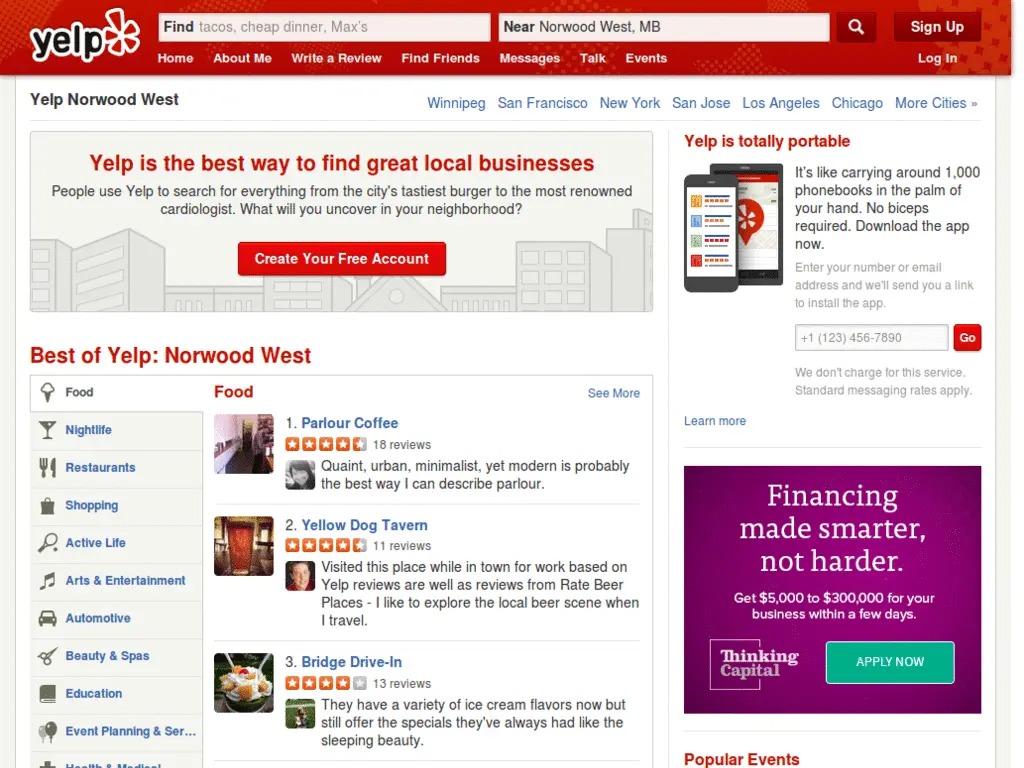 yelp
Find tacos, cheap dinner, Max's
Near Norwood West, MB
Sign Up
Home About Me Write a Review Find Friends Messages Talk Events
Log In
Yelp Norwood West
Winnipeg San Francisco New York San Jose Los Angeles Chicago More Cities »
Yelp is the best way to find great local businesses
People use Yelp to search for everything from the city's tastiest burger to the most renowned
cardiologist. What will you uncover in your neighborhood?
Create Your Free Account
Best of Yelp: Norwood West
Food
Nightlife
Restaurants
Shopping
Active Life
Arts & Entertainment
Automotive
Beauty & Spas
Education
Event Planning & Ser...
Health & Medical
Food
See More
1. Parlour Coffee
18 reviews
Quaint, urban, minimalist, yet modern is probably
the best way I can describe parlour.
2. Yellow Dog Tavern
11 reviews
Visited this place while in town for work based on
Yelp reviews are well as reviews from Rate Beer
Places - I like to explore the local beer scene when
I travel.
3. Bridge Drive-In
13 reviews
They have a variety of ice cream flavors now but
still offer the specials they've always had like the
sleeping beauty.
Yelp is totally portable
It's like carrying around 1,000
phonebooks in the palm of
your hand. No biceps
required. Download the app
now.
Enter your number or email
address and we'll send you a link
to install the app.
+1 (123) 456-7890
Go
We don't charge for this service.
Standard messaging rates apply.
Learn more
Financing
made smarter,
not harder.
Get $5,000 to $300,000 for your
business within a few days.
Thinking
Capital
APPLY NOW
Popular Events